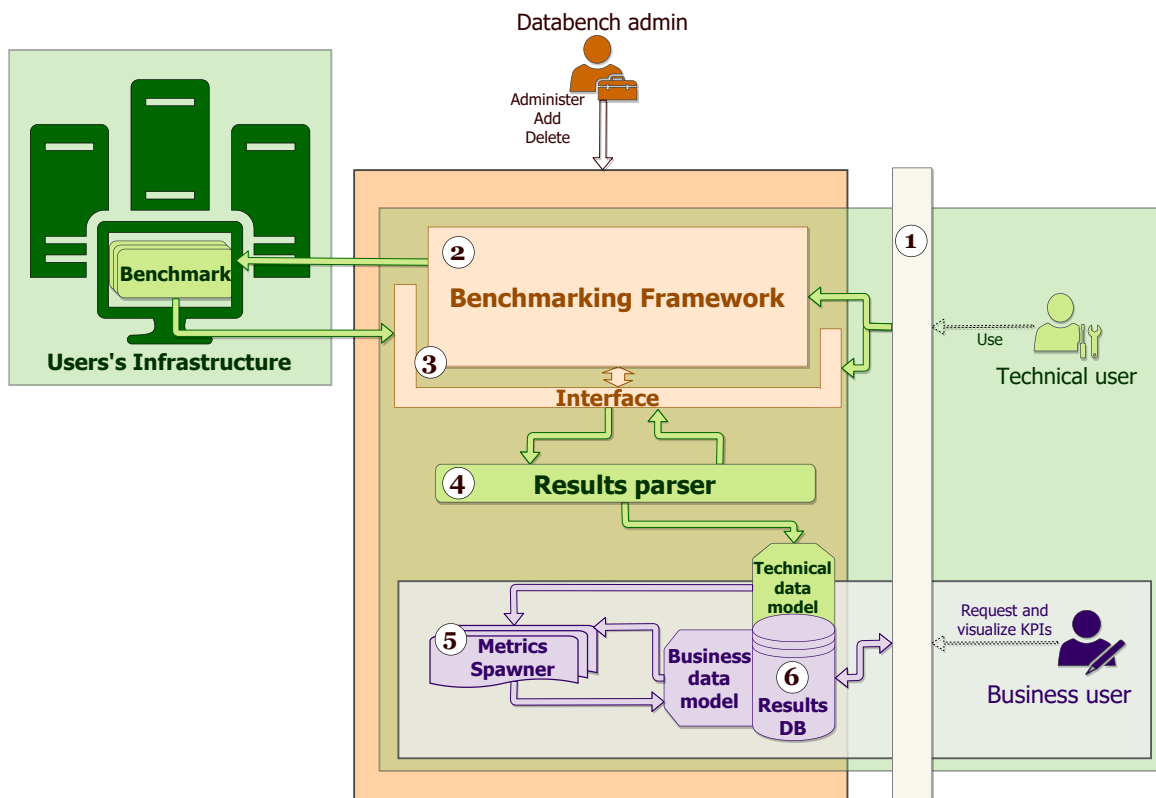 Databench admin
Administer
Add
Delete
1
2
Benchmark
Benchmarking Framework
Users's Infrastructure
3
Use
Technical user
Interface
4
Results parser
Technical
data
model
Request and
visualize KPIs
5
Metrics
Spawner
Business
data
model
6
Results
DB
Business user